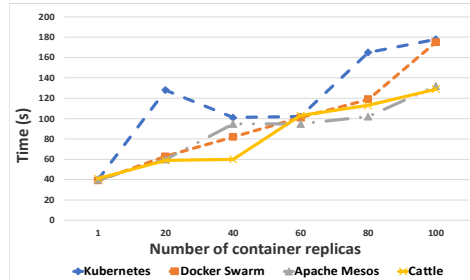 Time (s)
200
180
160
140
120
100
80
60
40
20
0
1 20 40 60 80 100
Number of container replicas
Kubernetes Docker Swarm Apache Mesos Cattle